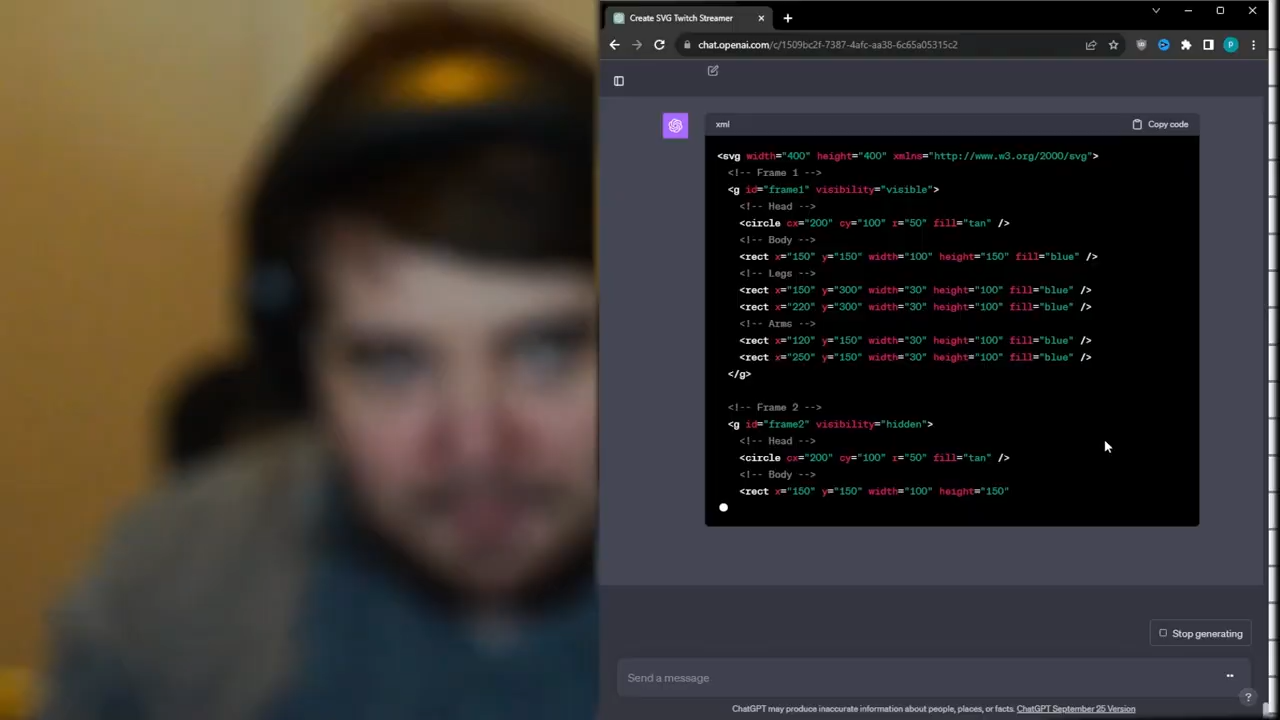 Create SVG Twitch Streamer
chat.openai.com/c/1509bc2f-7387-4afc-aa38-6c65a05315c2
P
xml
Copy code
<svg width="400" height="400" xmlns="http://www.w3.org/2000/svg">
<!-- Frame 1 -->
<g id="frame1" visibility="visible">
<!-- Head -->
<circle cx="200" cy="100" r="50" fill="tan" />
<!-- Body -->
<rect x="150" y="150" width="100" height="150" fill="blue" />
<!-- Legs -->
<rect x="150" y="300" width="30" height="100" fill="blue" />
<rect x="220" y="300" width="30" height="100" fill="blue" />
<!-- Arms -->
<rect x="120" y="150" width="30" height="100" fill="blue" />
<rect x="250" y="150" width="30" height="100" fill="blue" />
</g>
<!-- Frame 2 -->
<g id="frame2" visibility="hidden">
<!-- Head -->
<circle cx="200" cy="100" r="50" fill="tan" />
<!-- Body -->
<rect x="150" y="150" width="100" height="150"
Stop generating
Send a message
?
ChatGPT may produce inaccurate information about people, places, or facts. ChatGPT September 25 Version